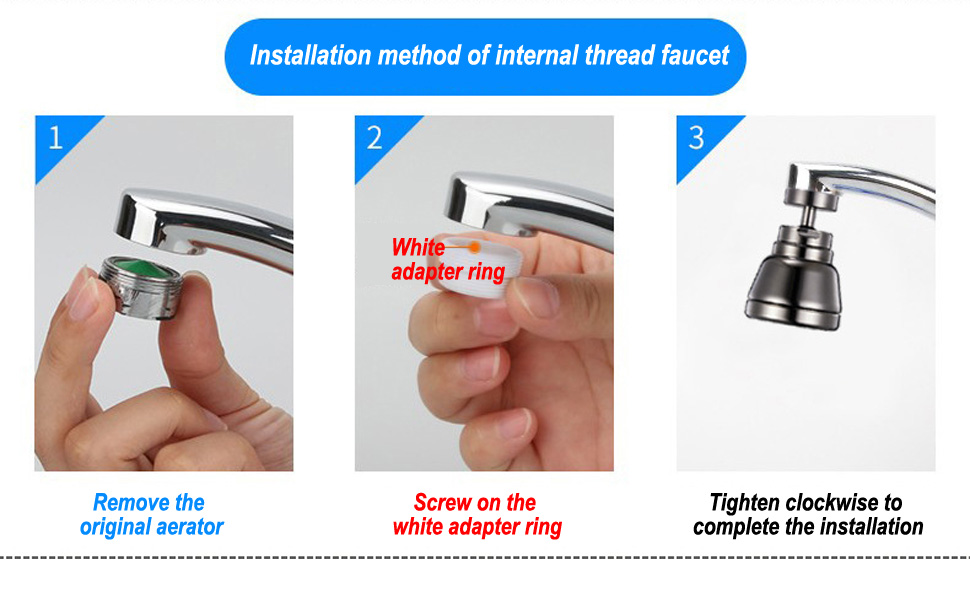 Installation method of internal thread faucet
1
2
3
White
adapter ring
Remove the
original aerator
Screw on the
white adapter ring
Tighten clockwise to
complete the installation